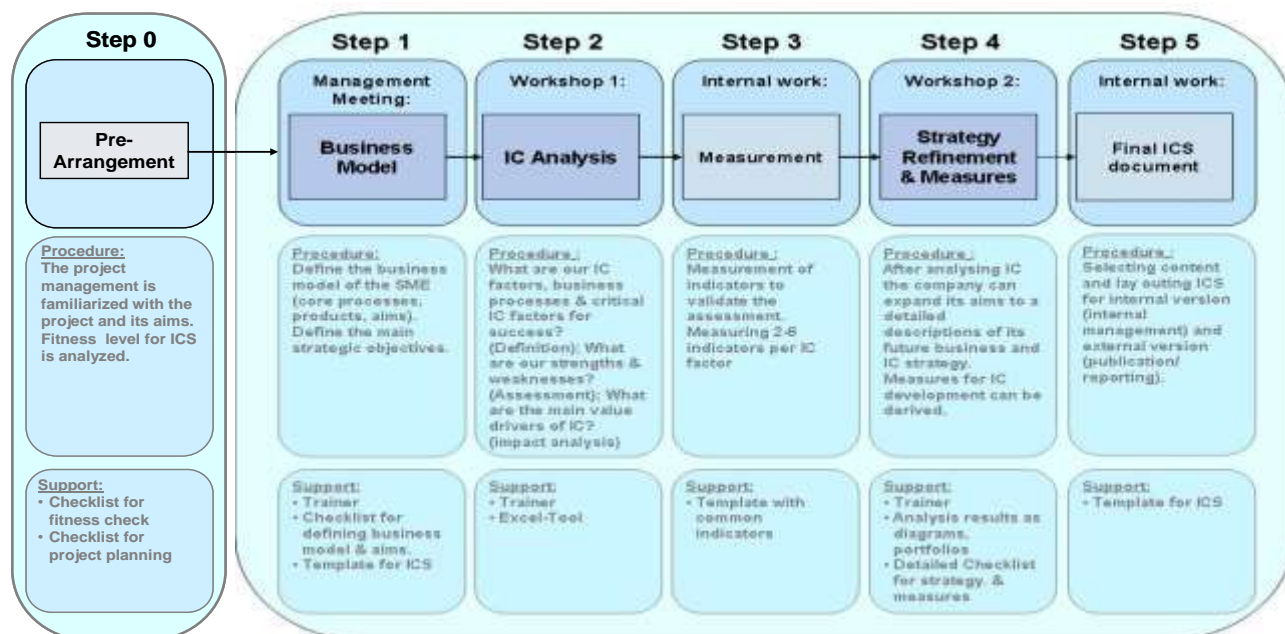 Step 0
Pre-
Arrangement
Procedure:
The project
management is
familiarized with the
project and its aims.
Fitness level for ICS
is analyzed.
Support:
• Checklist for
fitness check
• Checklist for
project planning
Step 1
Management
Meeting:
Business
Model
Procedure:
Define the business
model of the SME
(core processes,
products, aims).
Define the main
strategic objectives.
Support:
• Trainer
• Checklist for
defining business
model & aims.
• Template for ICS
Step 2
Workshop 1:
IC Analysis
Procedure :
What are our IC
factors, business
processes & critical
IC factors for
success?
(Definition); What
are our strengths &
weaknesses?
(Assessment); What
are the main value
drivers of IC?
(impact analysis)
Support:
• Trainer
• Excel-Tool
Step 3
Internal work:
Measurement
Procedure :
Measurement of
indicators to
validate the
assessment.
Measuring 2-6
indicators per IC
factor
Support:
• Template with
common
indicators
Step 4
Workshop 2:
Strategy
Refinement
& Measures
Procedure :
After analysing IC
the company can
expand its aims to a
detailed
descriptions of its
future business and
IC strategy.
Measures for IC
development can be
derived.
Support:
• Trainer
• Analysis results as
diagrams,
portfolios
• Detailed Checklist
for strategy. &
measures
Step 5
Internal work:
Final ICS
document
Procedure :
Selecting content
and lay outing ICS
for internal version
(internal
management) and
external version
(publication/
reporting).
Support:
• Template for ICS